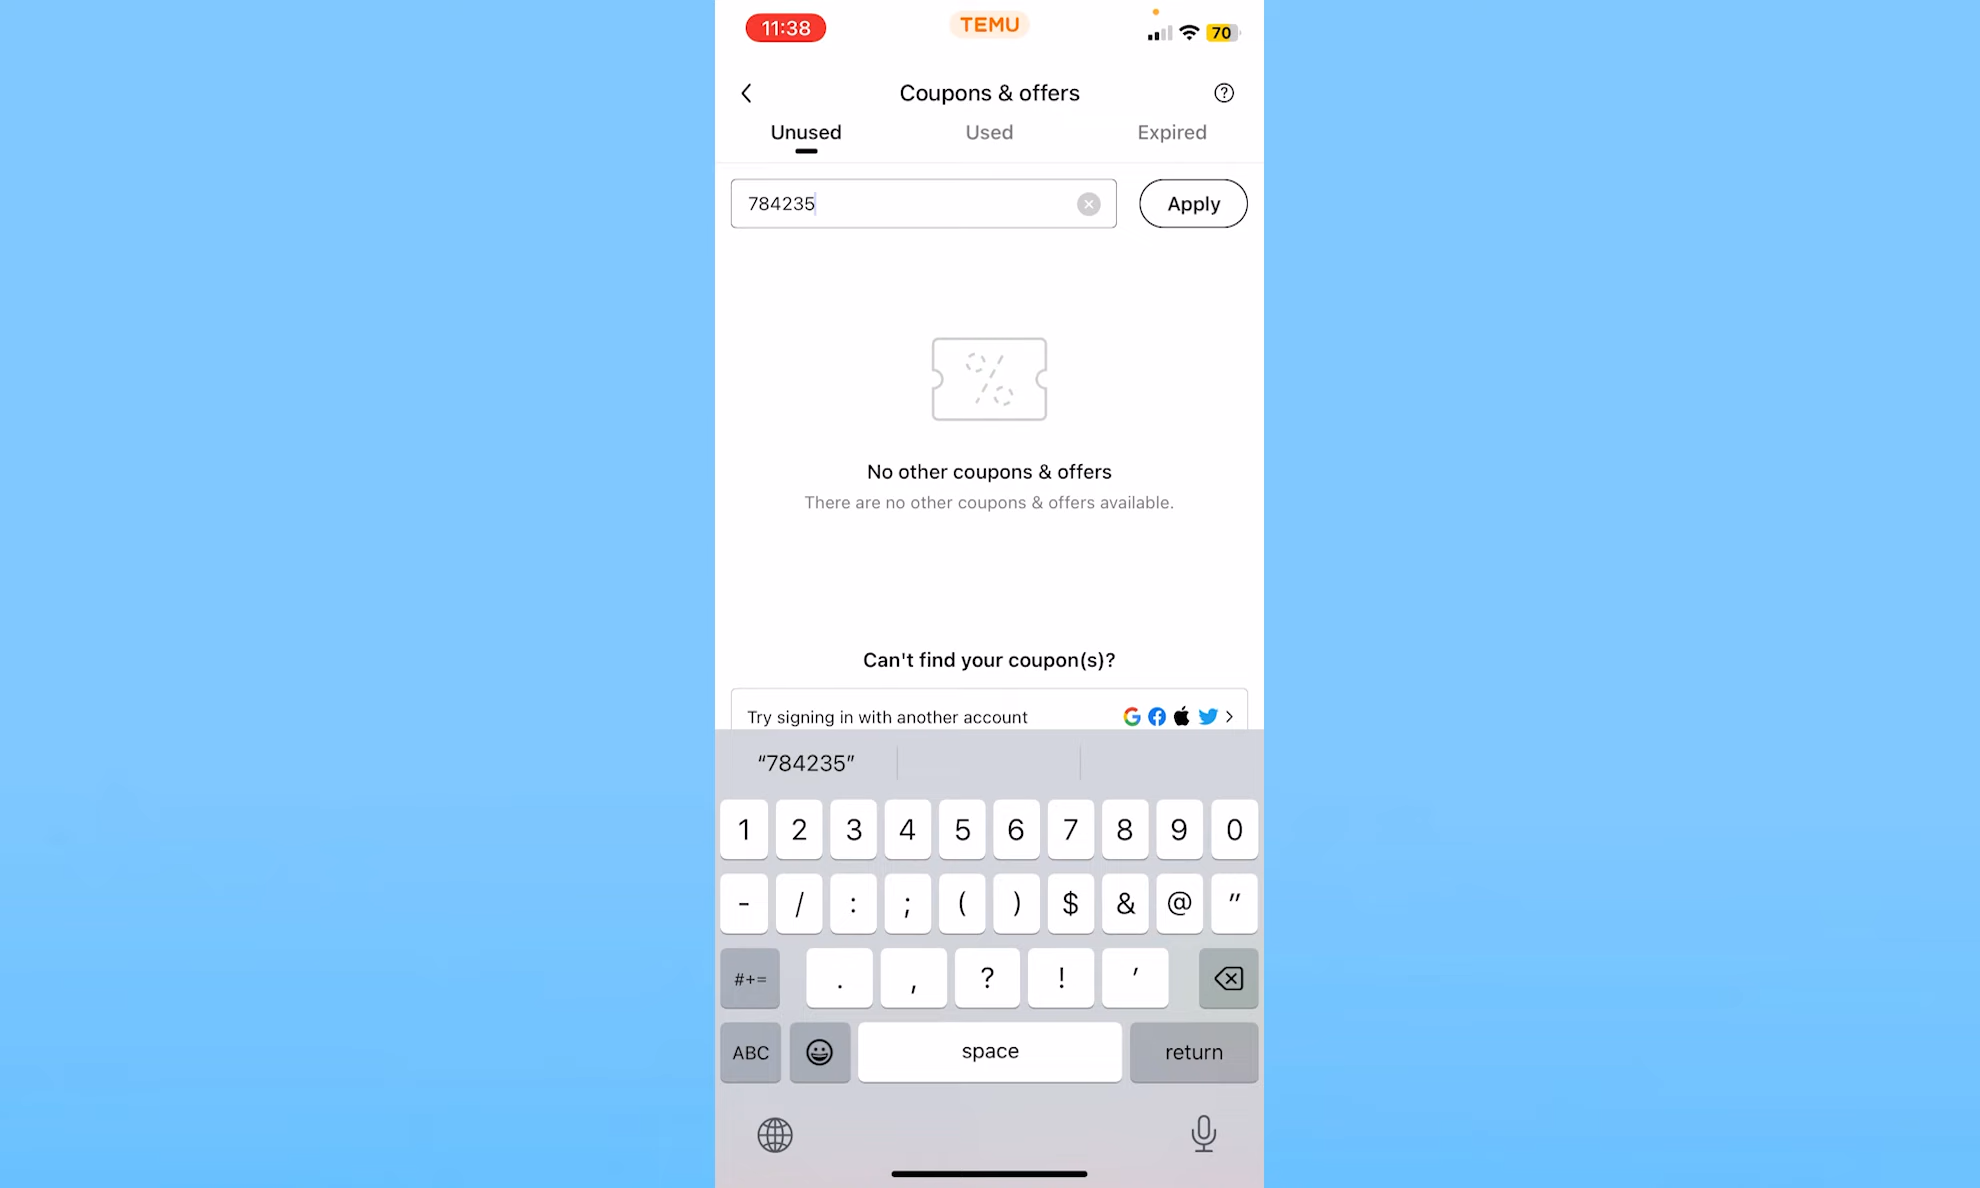 11:38
TEMU
70
Coupons & offers
Unused
Used
Expired
784235
Apply
No other coupons & offers
There are no other coupons & offers available.
Can't find your coupon(s)?
Try signing in with another account
“784235”
1 2 3 4 5 6 7 8 9 0
- / : ; ( ) $ & @ "
#+= . , ? ! '
ABC space return